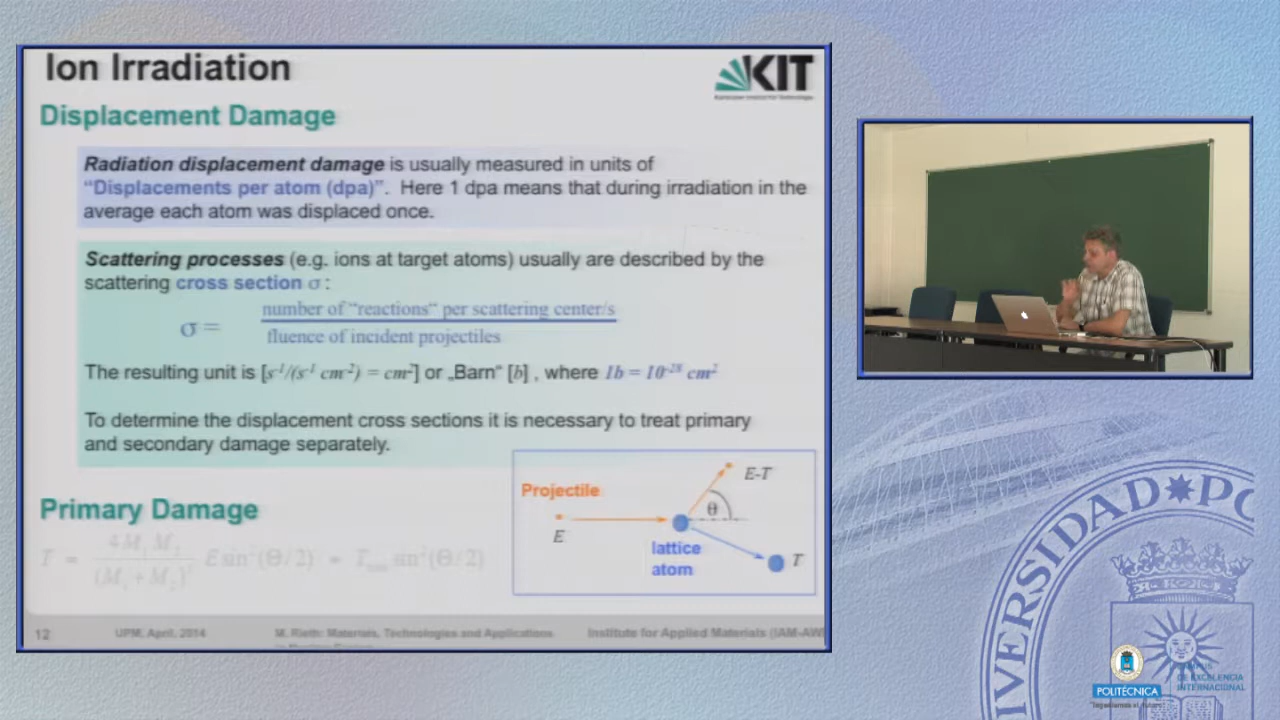 Ion Irradiation
KIT
Displacement Damage
Radiation displacement damage is usually measured in units of
“Displacements per atom (dpa)”. Here 1 dpa means that during irradiation in the
average each atom was displaced once.
Scattering processes (e.g. ions at target atoms) usually are described by the
scattering cross section σ :
σ = number of “reactions“ per scattering center/s
fluence of incident projectiles
The resulting unit is [s⁻¹/(s⁻¹ cm⁻²) = cm²] or „Barn“ [b] , where 1b = 10⁻²⁸ cm²
To determine the displacement cross sections it is necessary to treat primary
and secondary damage separately.
Projectile
E
E-T
θ
lattice
atom
T
Primary Damage
T = 4 M₁ M₂ / (M₁ + M₂)² E sin²(Θ/2) = Tₘₐₓ sin²(Θ/2)
12
UPM, April, 2014
M. Rieth: Materials, Technologies and Applications
Institute for Applied Materials (IAM-AW
UNIVERSIDAD PO
POLITÉCNICA
DE EXCELENCIA
INTERNACIONAL